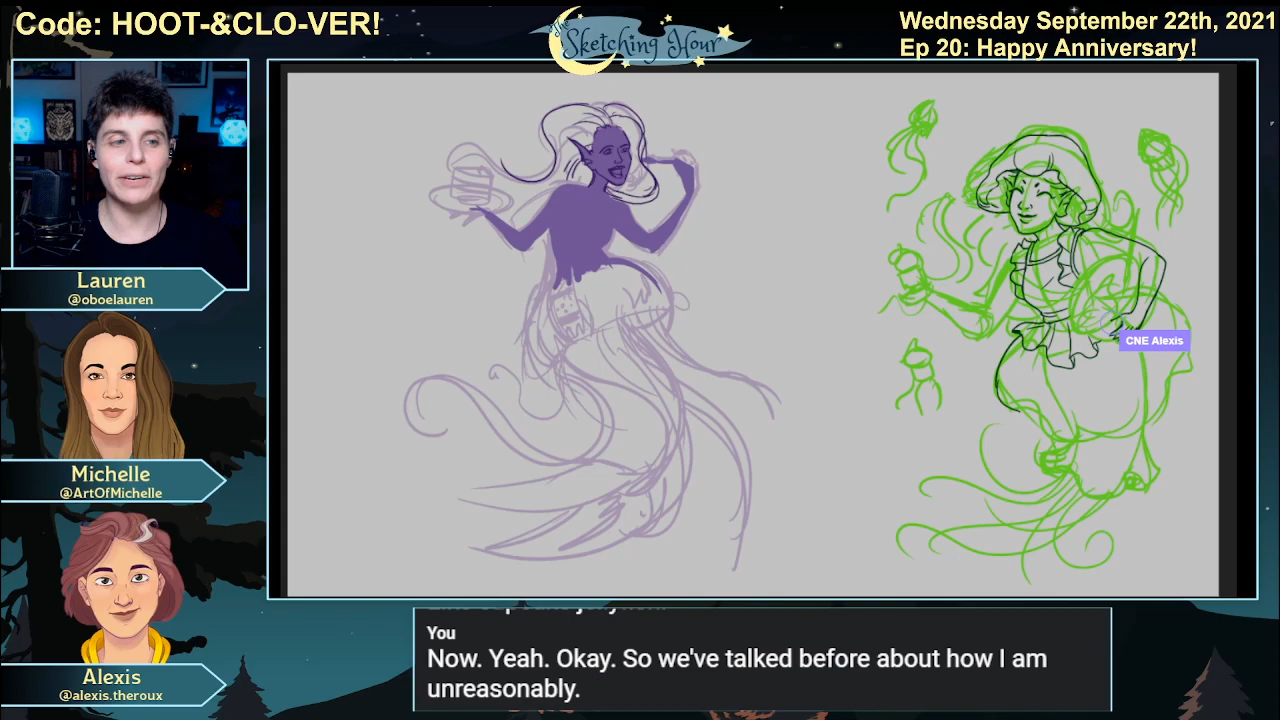 Code: HOOT-&CLO-VER!
The
Sketching Hour
Wednesday September 22th, 2021
Ep 20: Happy Anniversary!
Lauren
@oboelauren
Michelle
@ArtOfMichelle
Alexis
@alexis.theroux
CNE Alexis
You
Now. Yeah. Okay. So we've talked before about how I am
unreasonably.